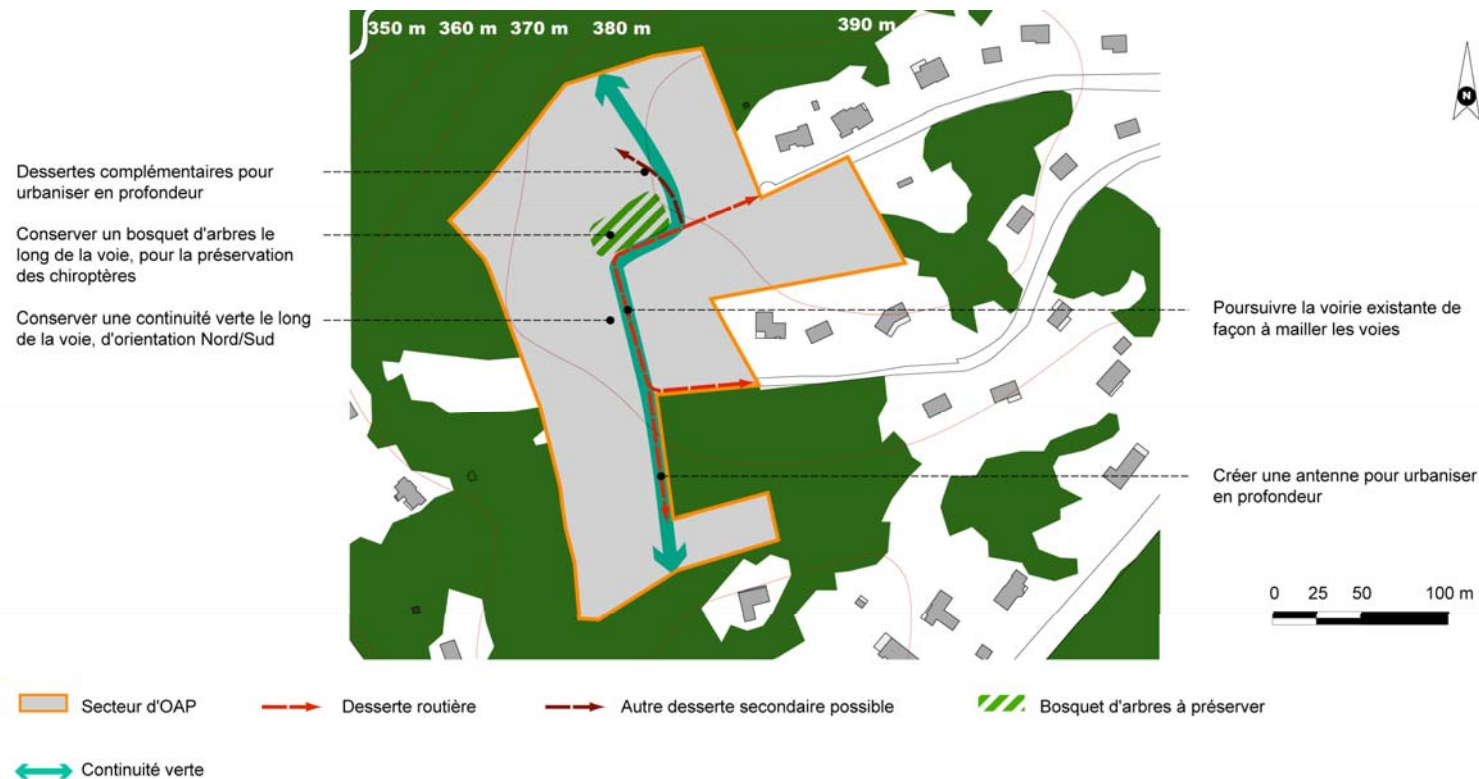 350 m 360 m 370 m 380 m 390 m
N
Dessertes complémentaires pour
urbaniser en profondeur
Conserver un bosquet d'arbres le
long de la voie, pour la préservation
des chiroptères
Conserver une continuité verte le long
de la voie, d'orientation Nord/Sud
Poursuivre la voirie existante de
façon à mailler les voies
Créer une antenne pour urbaniser
en profondeur
0 25 50 100 m
Secteur d'OAP
Desserte routière
Autre desserte secondaire possible
Bosquet d'arbres à préserver
Continuité verte